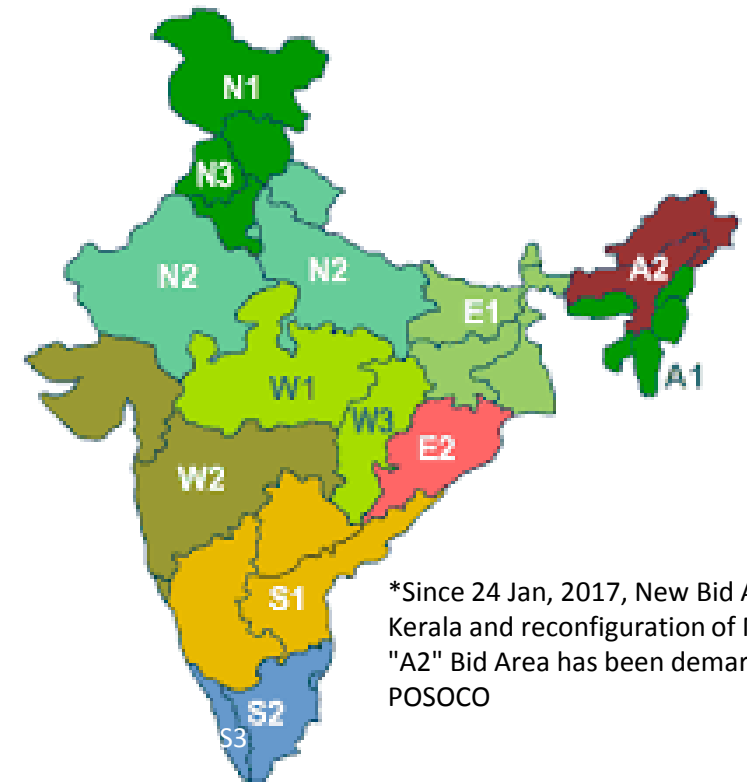 N1
N3
N2
N2
A2
E1
A1
W1
W3
E2
W2
S1
*Since 24 Jan, 2017, New Bid
Kerala and reconfiguration of
"A2" Bid Area has been
POSOCO
S2
S3